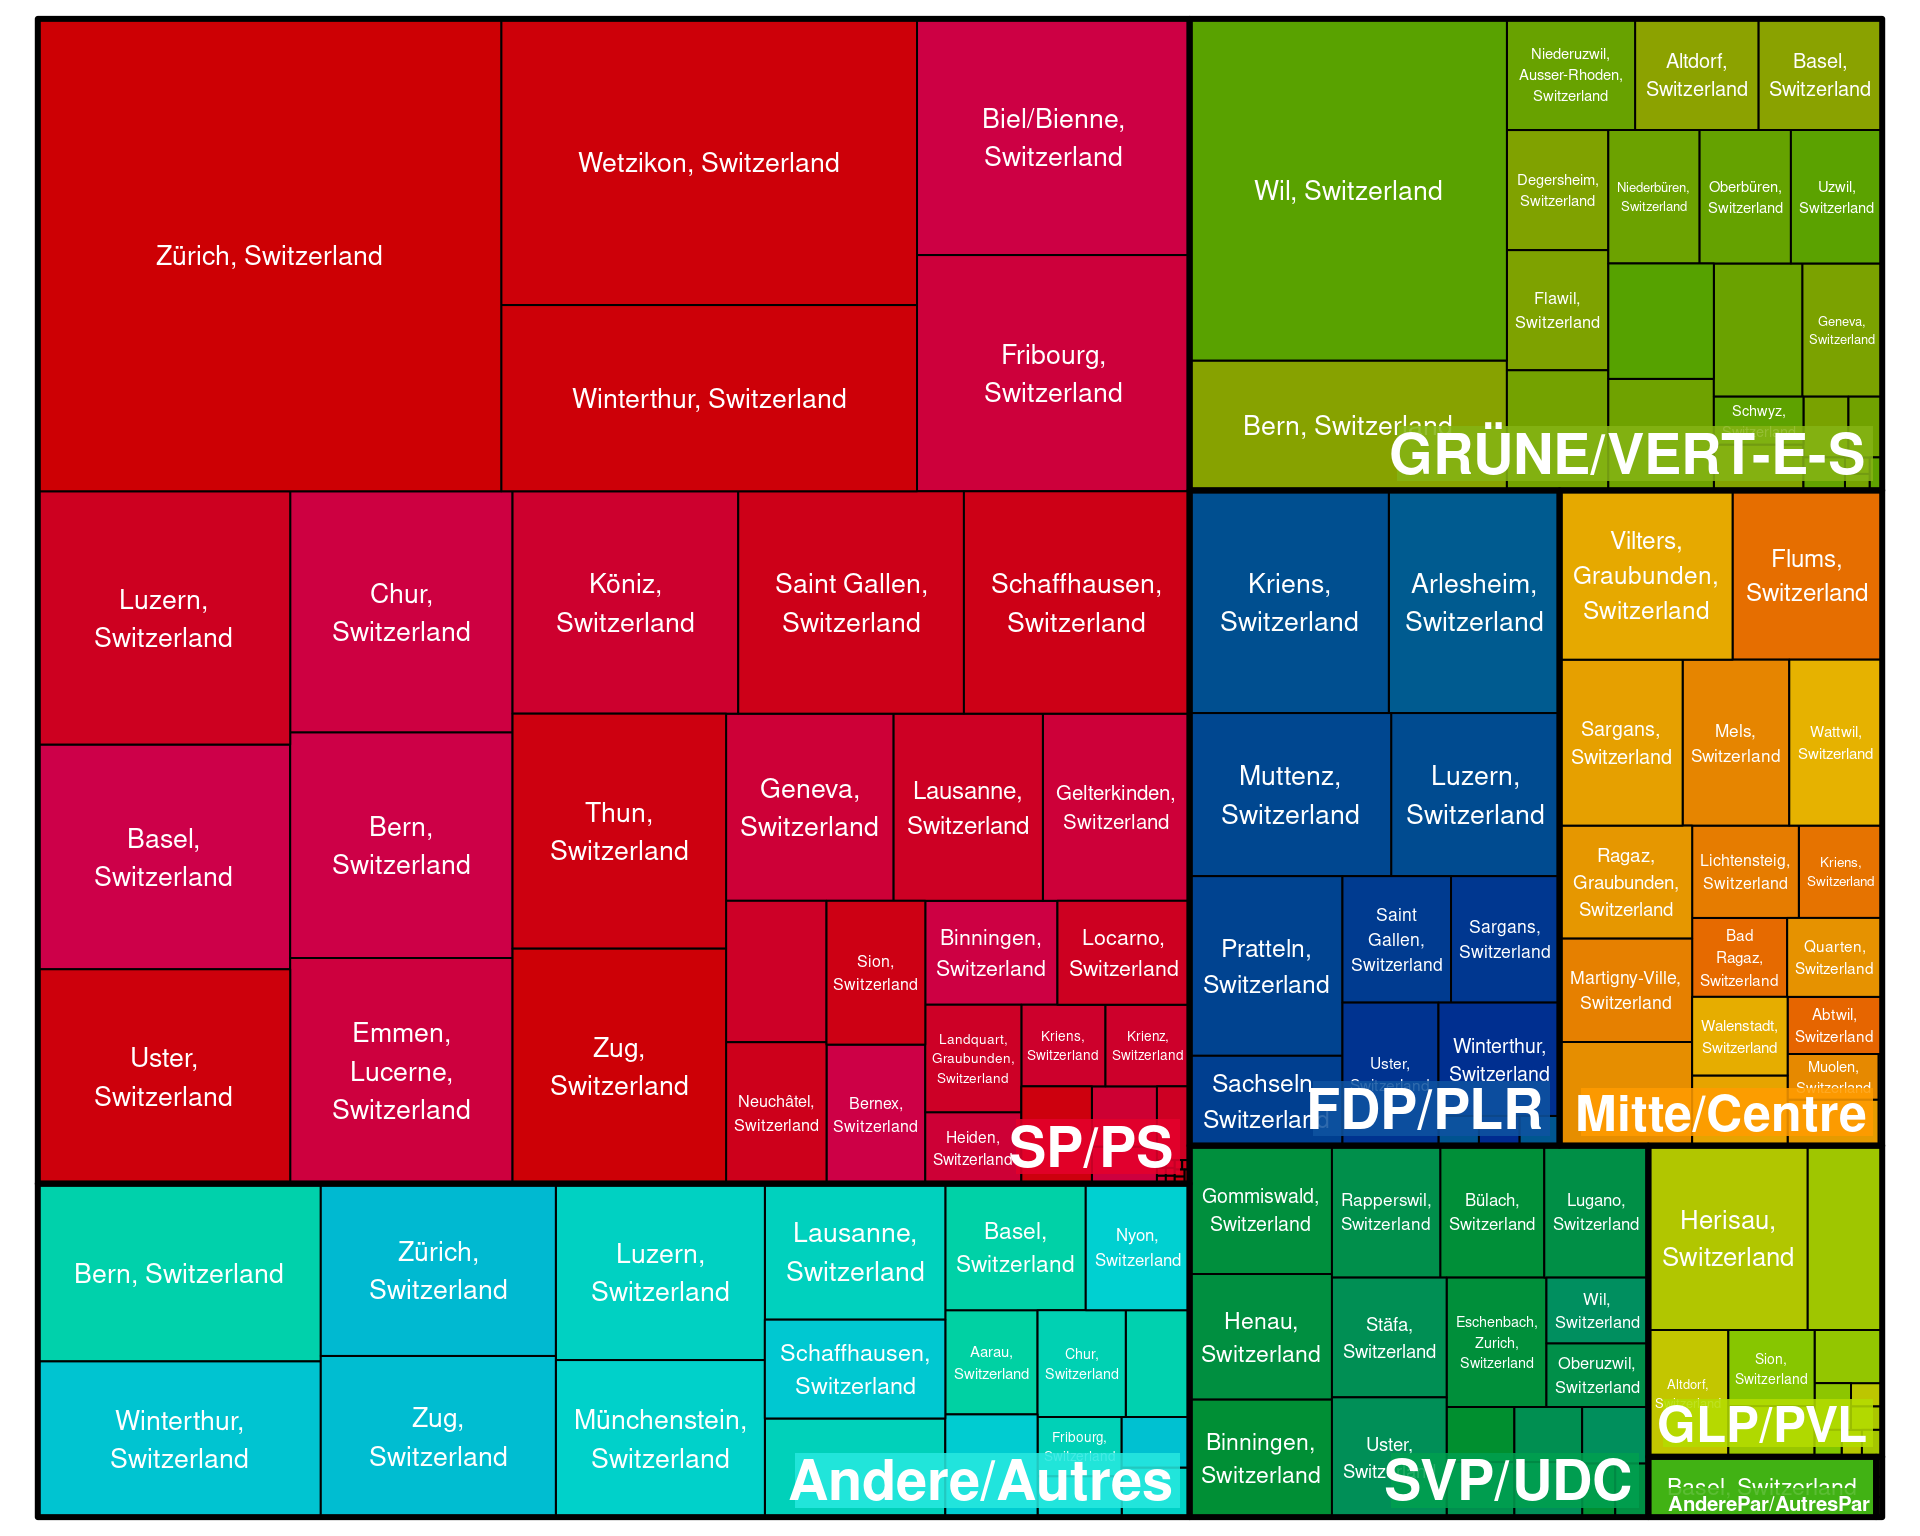 Zürich, Switzerland
Wetzikon, Switzerland
Winterthur, Switzerland
Biel/Bienne,
Switzerland
Fribourg,
Switzerland
Luzern,
Switzerland
Chur,
Switzerland
Köniz,
Switzerland
Saint Gallen,
Switzerland
Schaffhausen,
Switzerland
Basel,
Switzerland
Bern,
Switzerland
Thun,
Switzerland
Geneva,
Switzerland
Lausanne,
Switzerland
Gelterkinden,
Switzerland
Uster,
Switzerland
Emmen,
Lucerne,
Switzerland
Zug,
Switzerland
Sion,
Switzerland
Binningen,
Switzerland
Locarno,
Switzerland
Neuchâtel,
Switzerland
Bernex,
Switzerland
Landquart,
Graubunden,
Switzerland
Kriens,
Switzerland
Krienz,
Switzerland
Heiden,
Switzerland
SP/PS
Wil, Switzerland
Bern, Switzerland
Niederuzwil,
Ausser-Rhoden,
Switzerland
Altdorf,
Switzerland
Basel,
Switzerland
Degersheim,
Switzerland
Niederbüren,
Switzerland
Oberbüren,
Switzerland
Uzwil,
Switzerland
Flawil,
Switzerland
Geneva,
Switzerland
Schwyz,
Switzerland
GRÜNE/VERT-E-S
Kriens,
Switzerland
Arlesheim,
Switzerland
Muttenz,
Switzerland
Luzern,
Switzerland
Pratteln,
Switzerland
Saint
Gallen,
Switzerland
Sargans,
Switzerland
Sachseln,
Switzerland
Uster,
Switzerland
Winterthur,
Switzerland
FDP/PLR
Vilters,
Graubunden,
Switzerland
Flums,
Switzerland
Sargans,
Switzerland
Mels,
Switzerland
Wattwil,
Switzerland
Ragaz,
Graubunden,
Switzerland
Lichtensteig,
Switzerland
Kriens,
Switzerland
Martigny-Ville,
Switzerland
Bad
Ragaz,
Switzerland
Quarten,
Switzerland
Walenstadt,
Switzerland
Abtwil,
Switzerland
Muolen,
Switzerland
Mitte/Centre
Bern, Switzerland
Zürich,
Switzerland
Luzern,
Switzerland
Lausanne,
Switzerland
Basel,
Switzerland
Nyon,
Switzerland
Winterthur,
Switzerland
Zug,
Switzerland
Münchenstein,
Switzerland
Schaffhausen,
Switzerland
Aarau,
Switzerland
Chur,
Switzerland
Fribourg,
Switzerland
Andere/Autres
Gommiswald,
Switzerland
Rapperswil,
Switzerland
Bülach,
Switzerland
Lugano,
Switzerland
Henau,
Switzerland
Stäfa,
Switzerland
Eschenbach,
Zurich,
Switzerland
Wil,
Switzerland
Oberuzwil,
Switzerland
Binningen,
Switzerland
Uster,
Switzerland
SVP/UDC
Herisau,
Switzerland
Altdorf,
Switzerland
Sion,
Switzerland
GLP/PVL
Basel, Switzerland
AnderePar/AutresPar